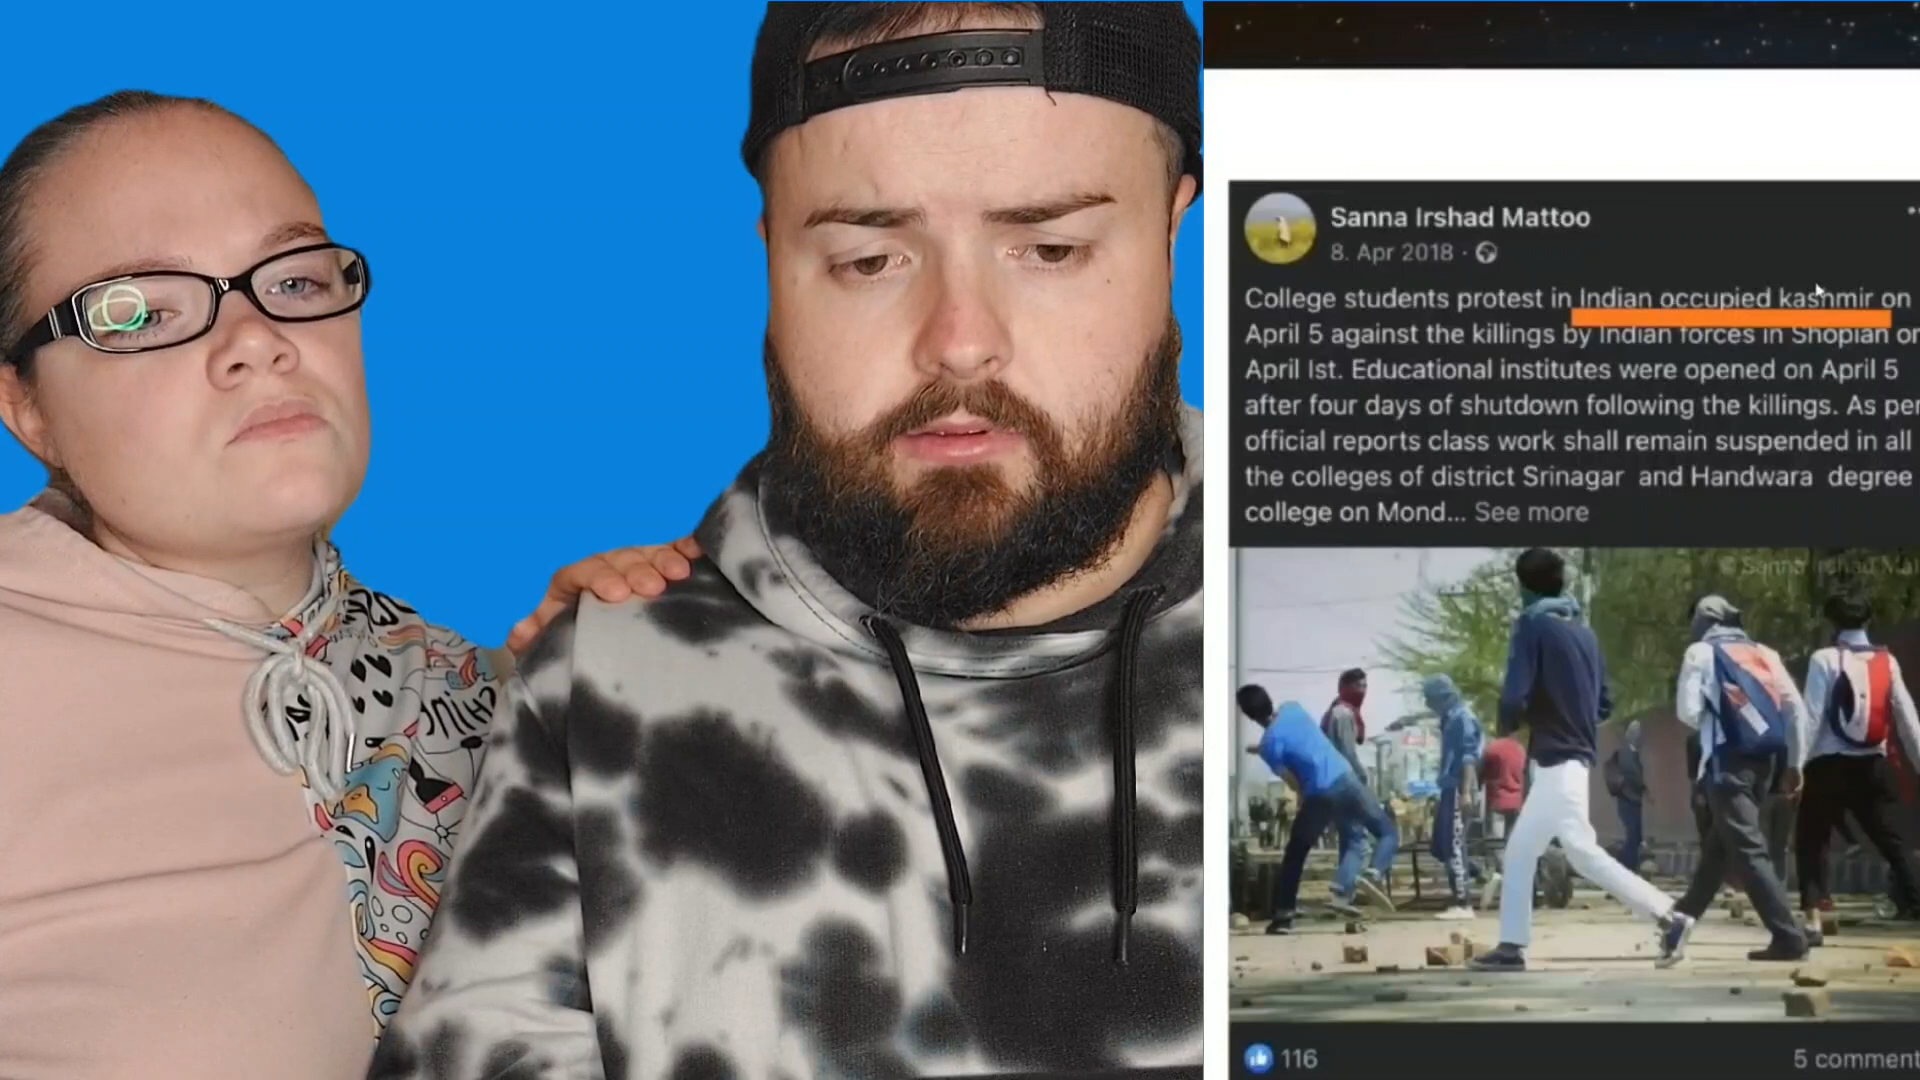 Sanna Irshad Mattoo
8. Apr 2018 ·
College students protest in Indian occupied kashmir on
April 5 against the killings by Indian forces in Shopian on
April Ist. Educational institutes were opened on April 5
after four days of shutdown following the killings. As per
official reports class work shall remain suspended in all
the colleges of district Srinagar and Handwara degree
college on Mond... See more
© Sanna Irshad Mat
116
5 comment